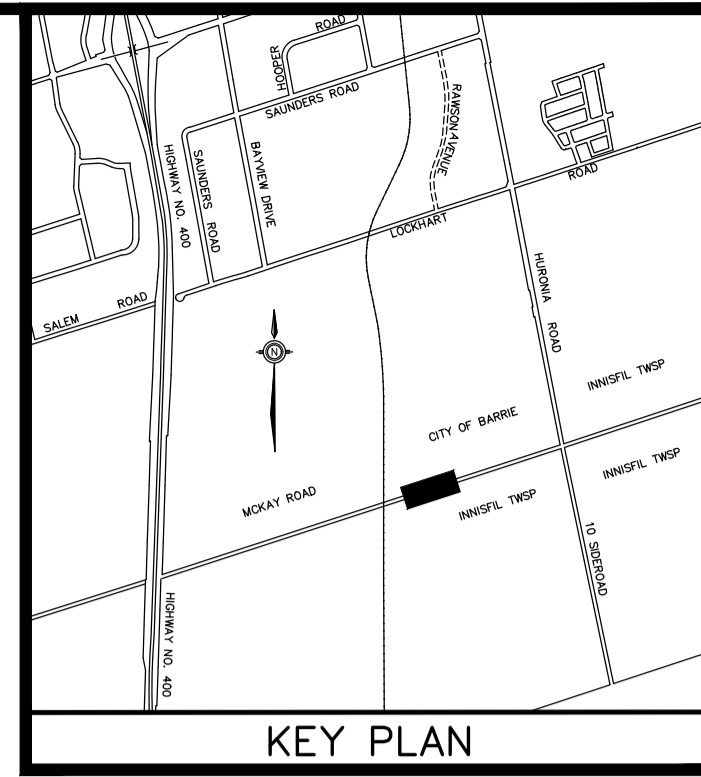 ROAD
HOOPER
SAUNDERS ROAD
RAWSON AVENUE
HIGHWAY NO. 400
SAUNDERS ROAD
BAYVIEW DRIVE
ROAD
LOCKHART
SALEM ROAD
HURONIA ROAD
N
INNISFIL TWSP
CITY OF BARRIE
INNISFIL TWSP
MCKAY ROAD
INNISFIL TWSP
10 SIDEROAD
HIGHWAY NO. 400
KEY PLAN